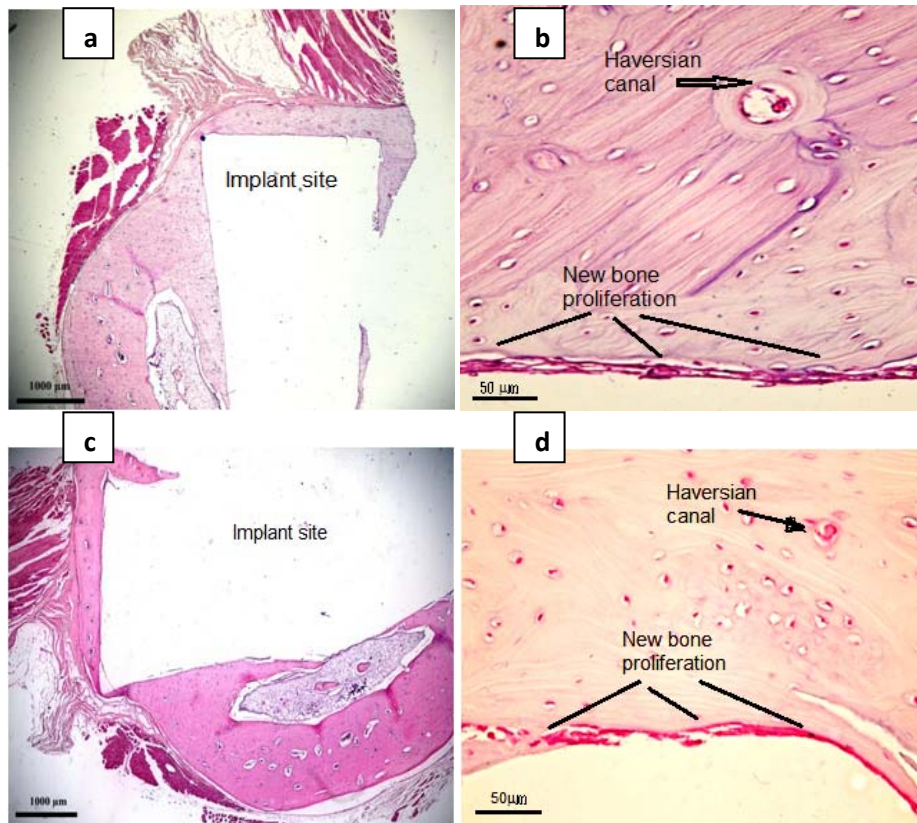 a
Implant site
1000 µm
b
Haversian
canal
New bone
proliferation
50 µm
c
Implant site
1000 µm
d
Haversian
canal
New bone
proliferation
50µm